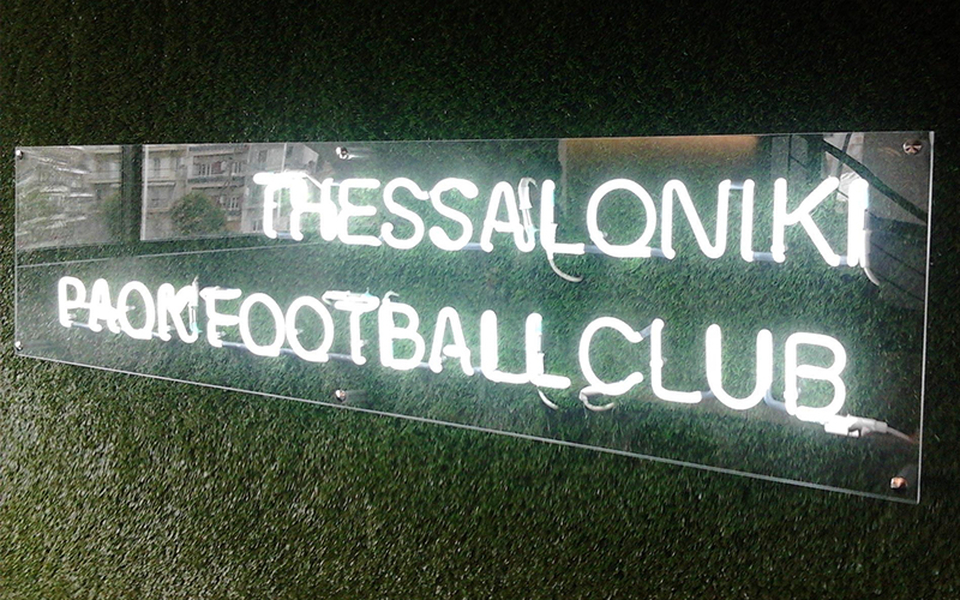 THESSALONIKI
PAOK FOOTBALL CLUB